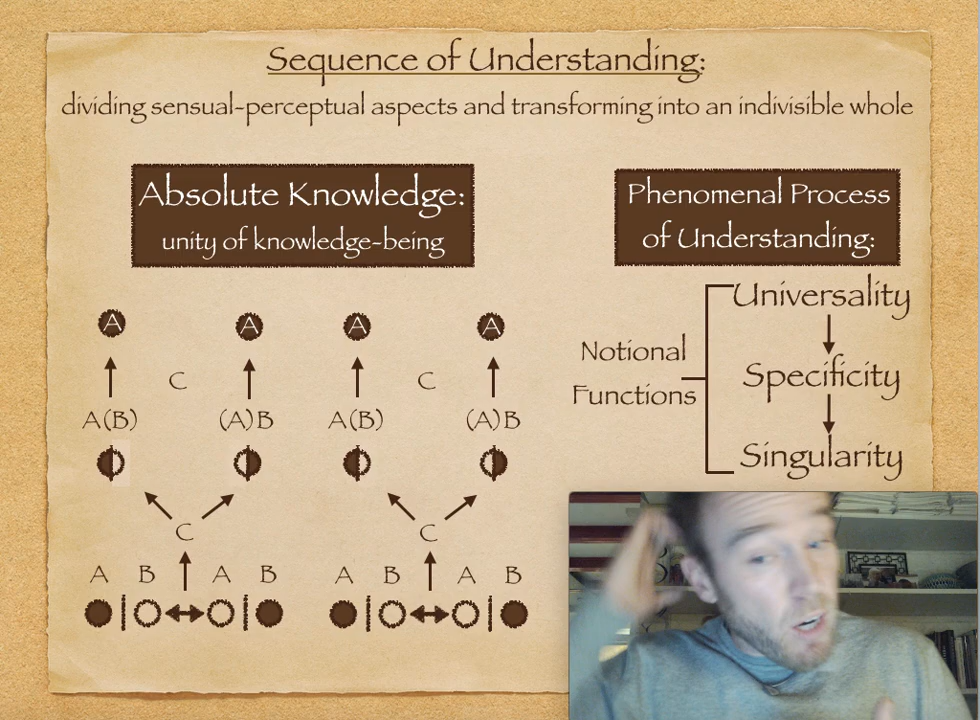 Sequence of Understanding:
dividing sensual-perceptual aspects and transforming into an indivisible whole
Absolute Knowledge:
unity of knowledge-being
A A A A
C C
A(B) (A)B A(B) (A)B
C C
A B A B A B A B
Phenomenal Process
of Understanding:
Universality
Notional
Functions
Specificity
Singularity